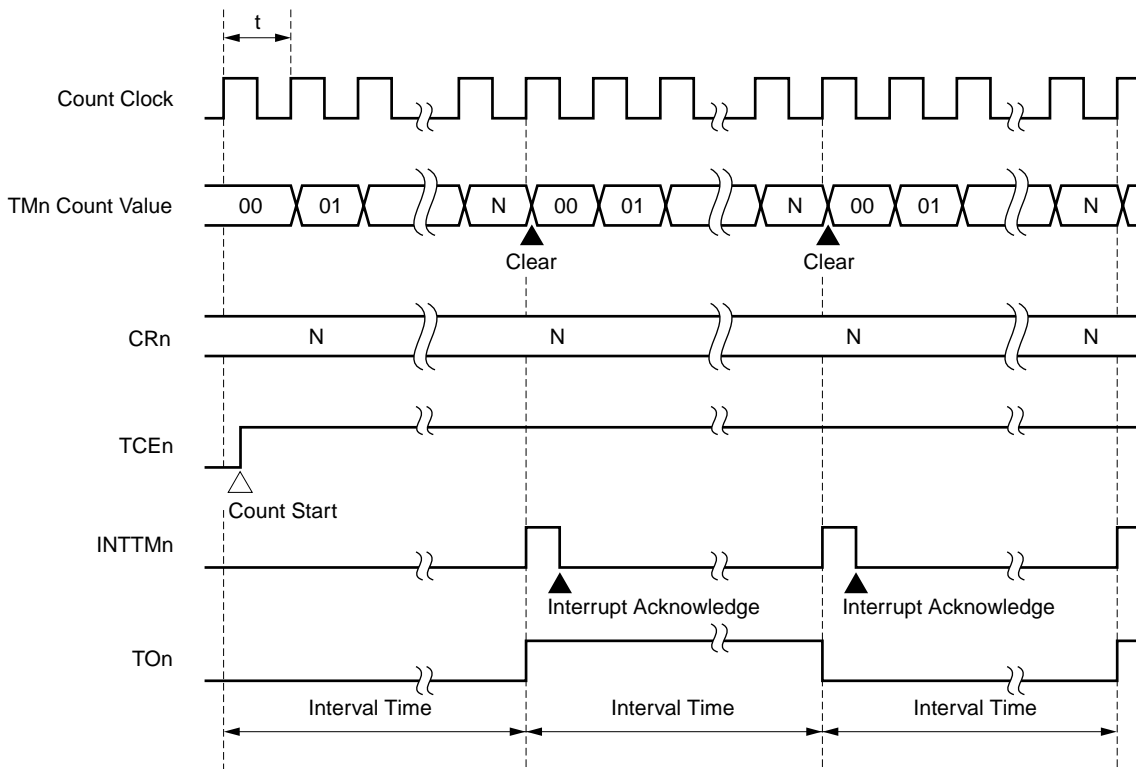 t
Count Clock
TMn Count Value 00 01 N 00 01 N 00 01 N
Clear Clear
CRn N N N N
TCEn
Count Start
INTTMn
Interrupt Acknowledge Interrupt Acknowledge
TOn
Interval Time Interval Time Interval Time